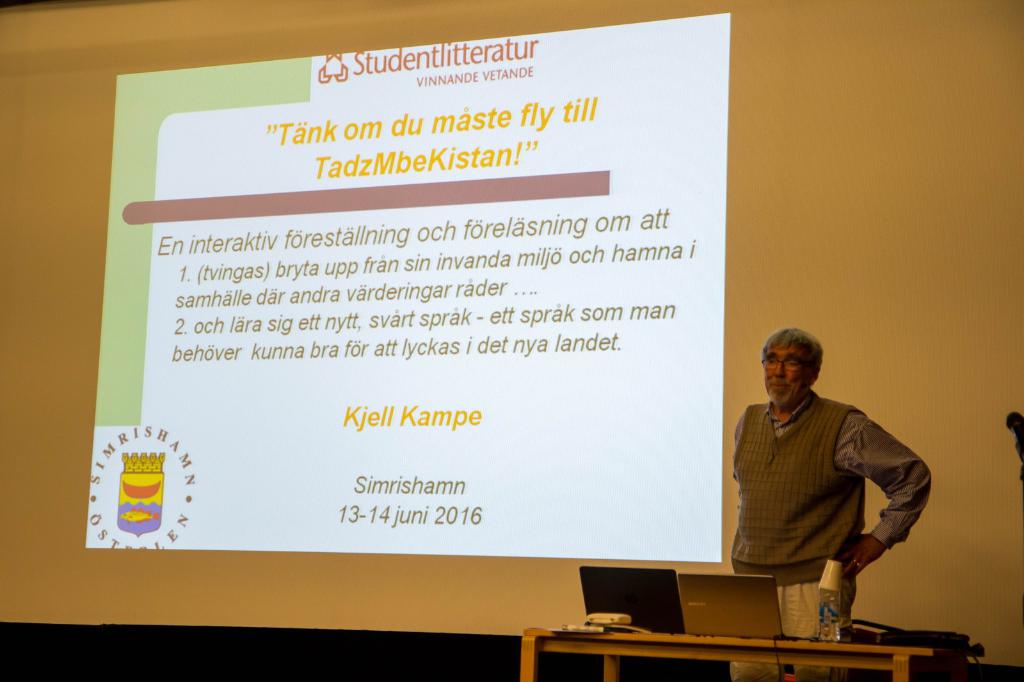 Studentlitteratur
VINNANDE VETANDE
”Tänk om du måste fly till
TadzMbeKistan!”
En interaktiv föreställning och föreläsning om att
1. (tvingas) bryta upp från sin invanda miljö och hamna i
samhälle där andra värderingar råder ….
2. och lära sig ett nytt, svårt språk - ett språk som man
behöver kunna bra för att lyckas i det nya landet.
Kjell Kampe
Simrishamn
13-14 juni 2016
• SIMRISHAMN •
ÖSTERLEN